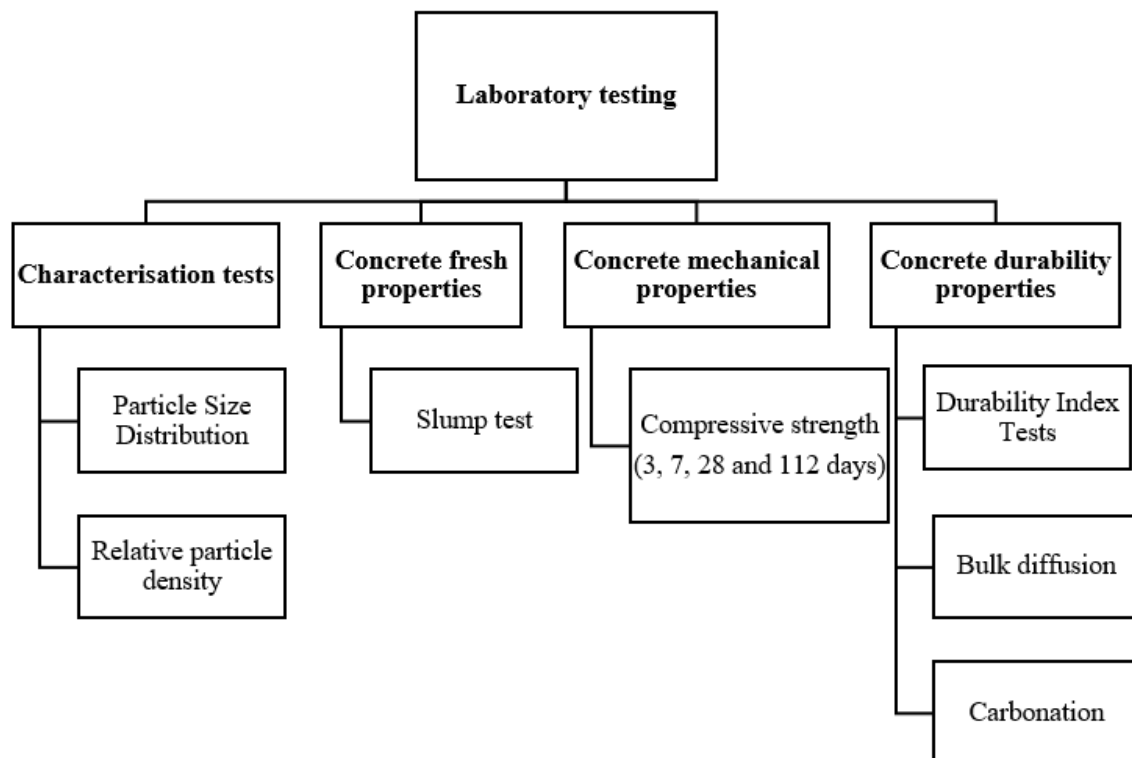 Laboratory testing
Characterisation tests
Concrete fresh
properties
Concrete mechanical
properties
Concrete durability
properties
Particle Size
Distribution
Slump test
Compressive strength
(3, 7, 28 and 112 days)
Durability Index
Tests
Relative particle
density
Bulk diffusion
Carbonation